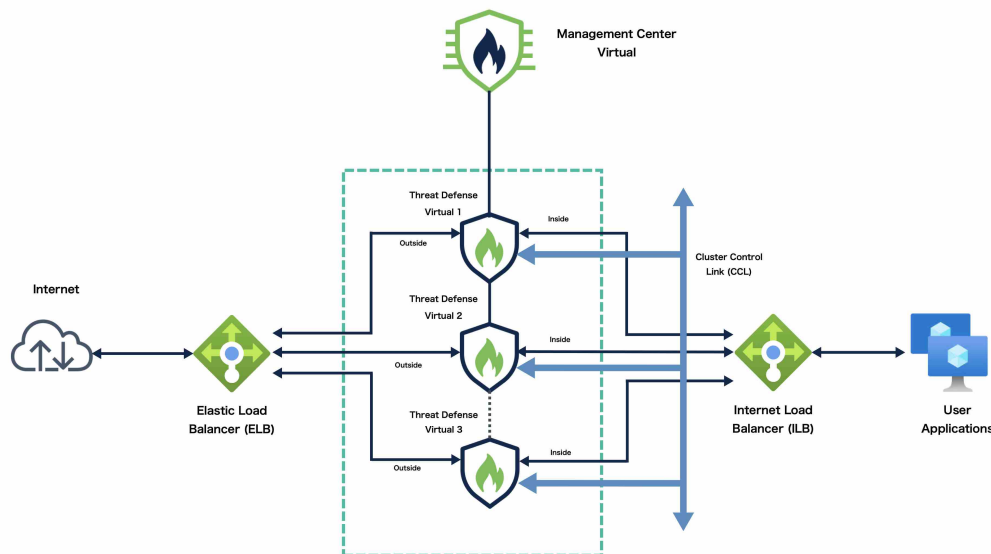 Management Center
Virtual
Threat Defense
Virtual 1
Inside
Outside
Cluster Control
Link (CCL)
Internet
Threat Defense
Virtual 2
Inside
Outside
Elastic Load
Balancer (ELB)
Threat Defense
Virtual 3
Inside
Outside
Internet Load
Balancer (ILB)
User
Applications